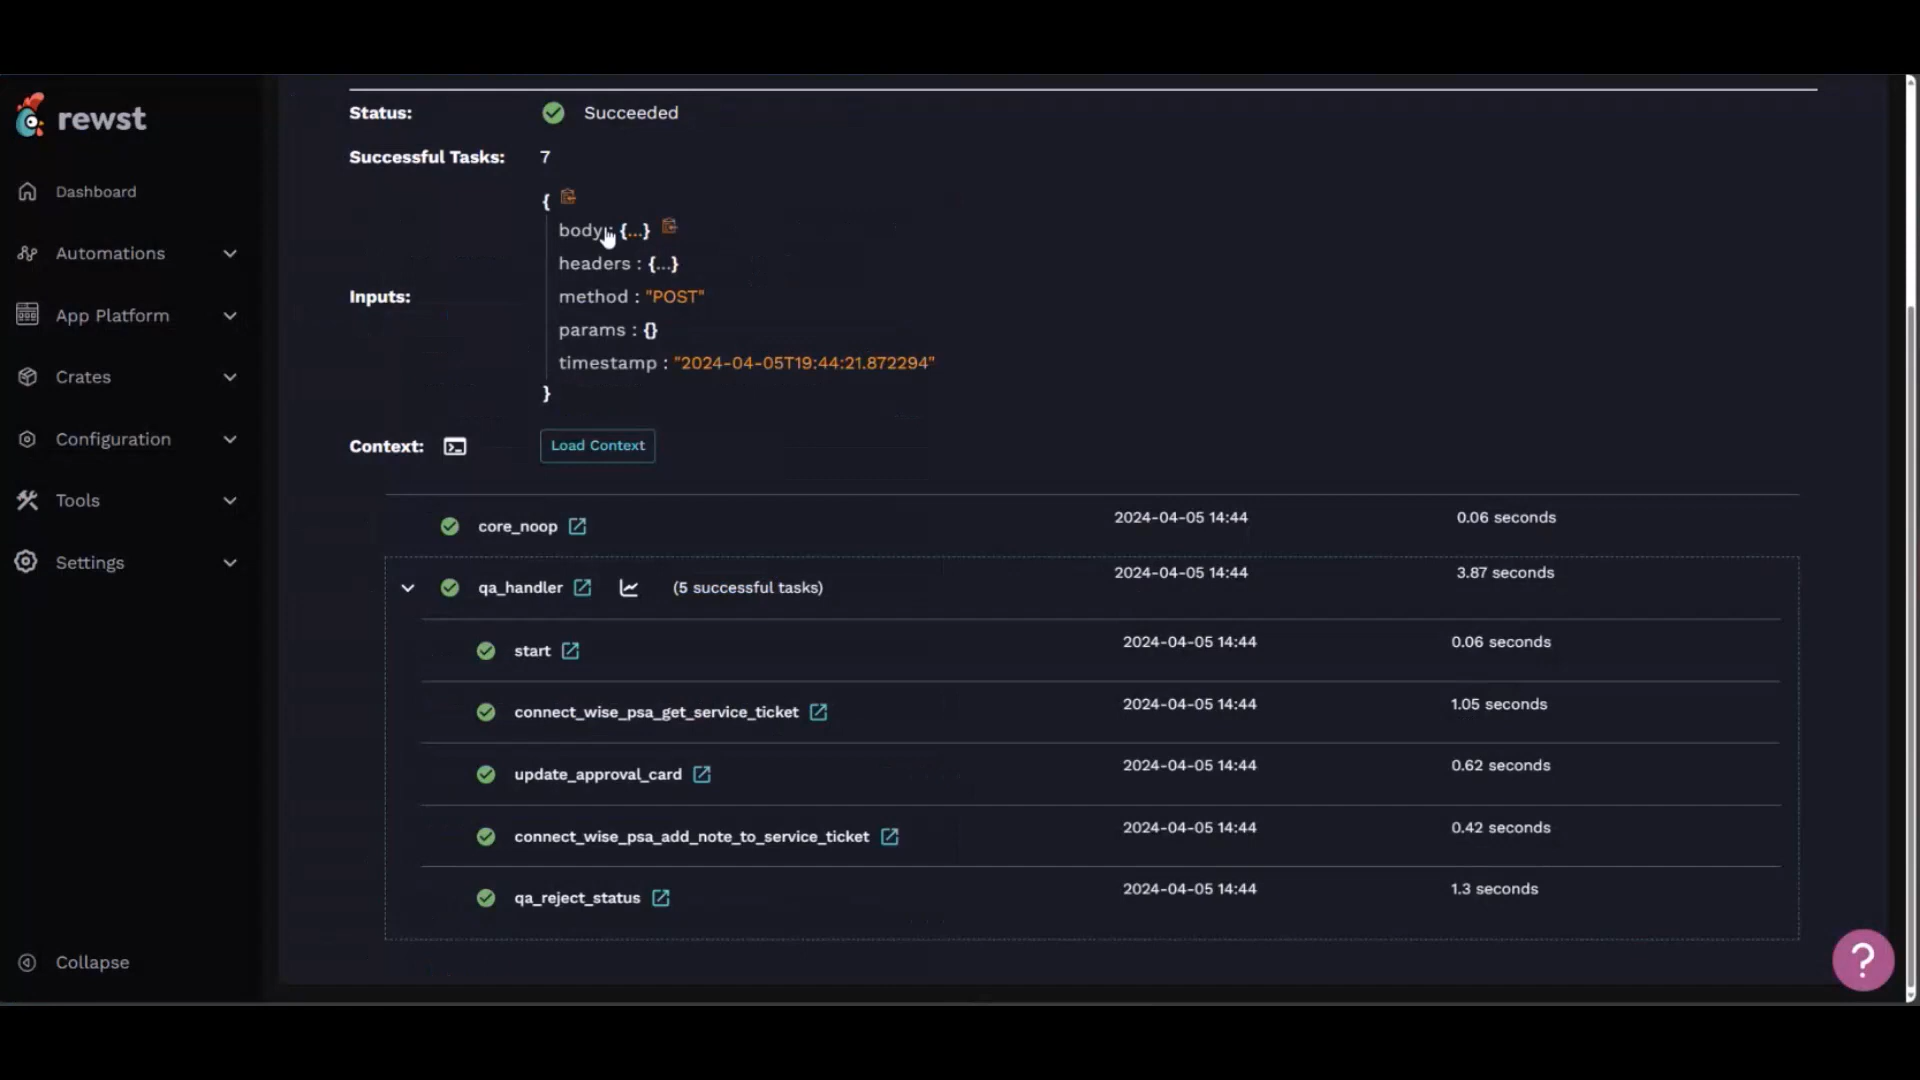 rewst
Dashboard
Automations
App Platform
Crates
Configuration
Tools
Settings
Collapse
Status: Succeeded
Successful Tasks: 7
Inputs:
{
body : {...}
headers : {...}
method : "POST"
params : {}
timestamp : "2024-04-05T19:44:21.872294"
}
Context: Load Context
core_noop 2024-04-05 14:44 0.06 seconds
qa_handler (5 successful tasks) 2024-04-05 14:44 3.87 seconds
start 2024-04-05 14:44 0.06 seconds
connect_wise_psa_get_service_ticket 2024-04-05 14:44 1.05 seconds
update_approval_card 2024-04-05 14:44 0.62 seconds
connect_wise_psa_add_note_to_service_ticket 2024-04-05 14:44 0.42 seconds
qa_reject_status 2024-04-05 14:44 1.3 seconds
?